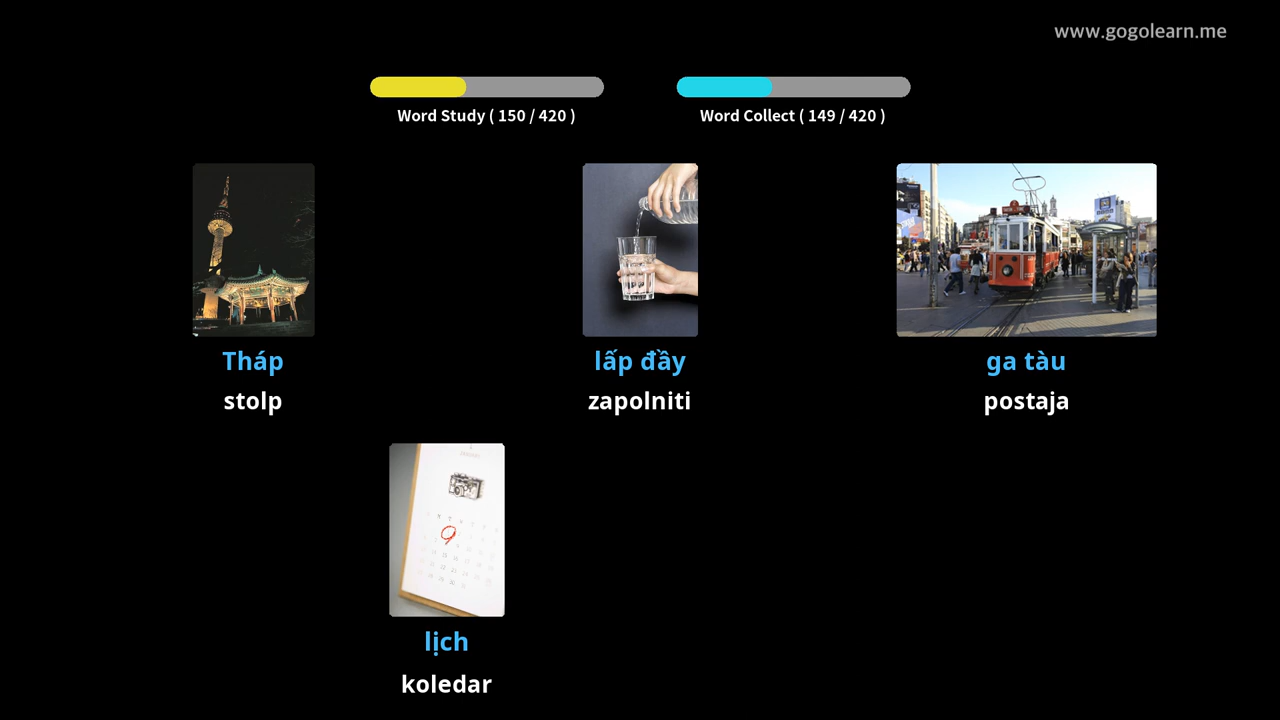 www.gogolearn.me
Word Study ( 150 / 420 )
Word Collect ( 149 / 420 )
Tháp
stolp
lấp đầy
zapolniti
ga tàu
postaja
lịch
koledar